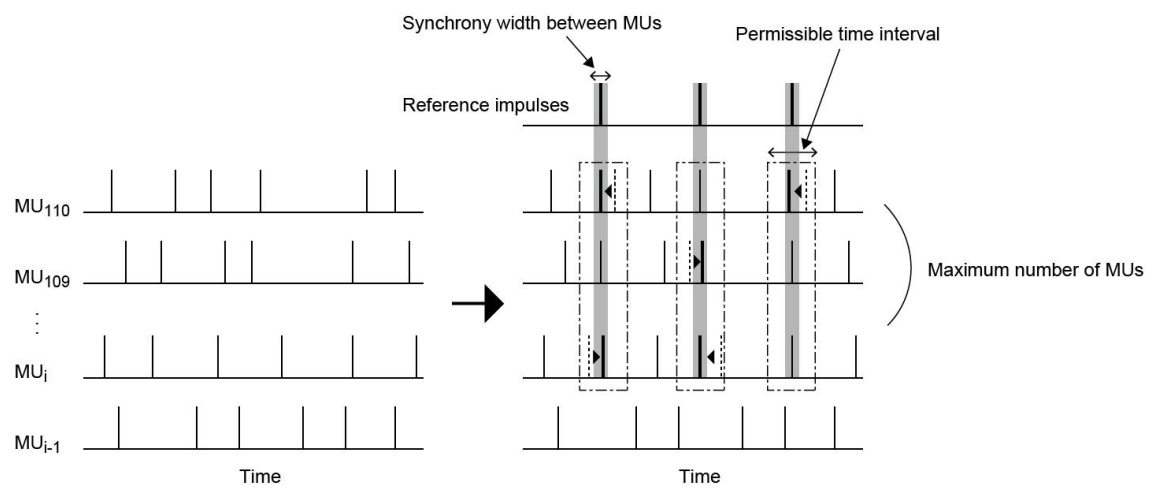 Synchrony width between MUs
Permissible time interval
Reference impulses
MU110
MU109
⋮
MUi
MUi-1
Maximum number of MUs
Time
Time